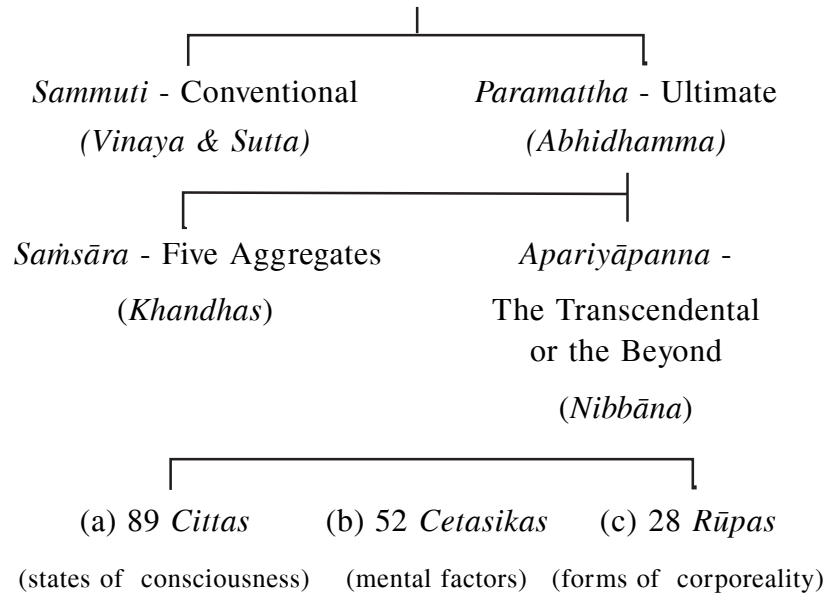 Sammuti - Conventional Paramattha - Ultimate
(Vinaya & Sutta) (Abhidhamma)
Saṁsāra - Five Aggregates Apariyāpanna -
(Khandhas) The Transcendental
or the Beyond
(Nibbāna)
(a) 89 Cittas (b) 52 Cetasikas (c) 28 Rūpas
(states of consciousness) (mental factors) (forms of corporeality)